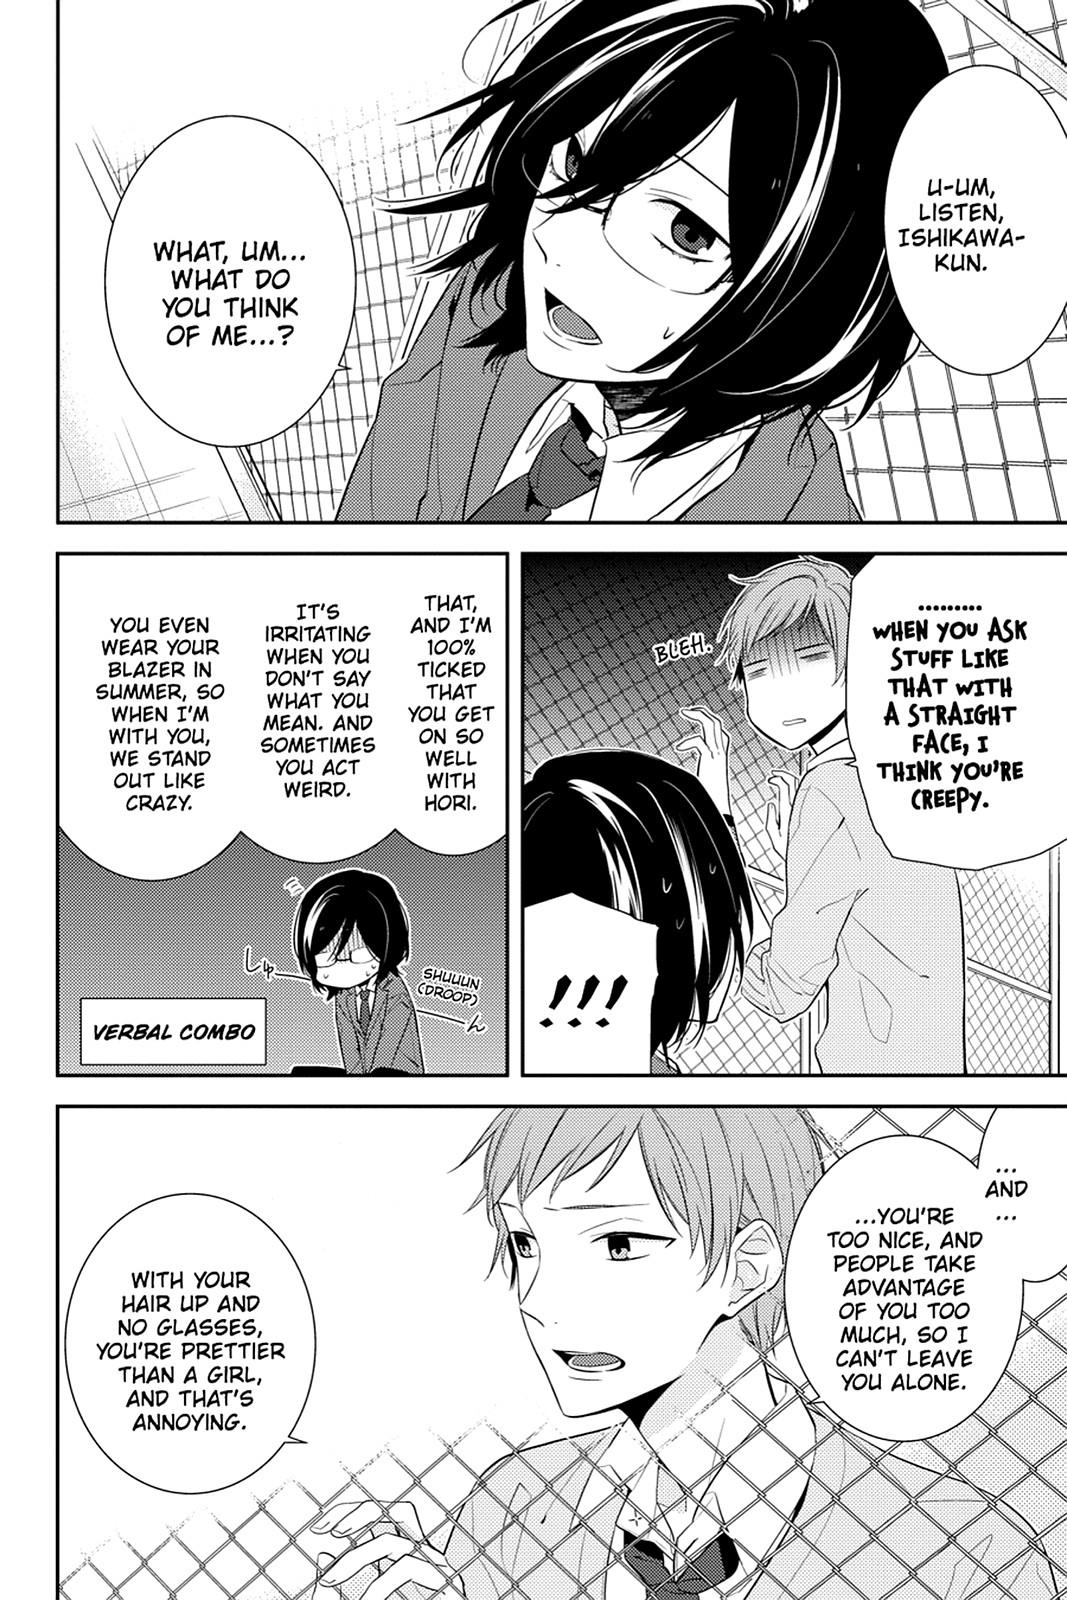 U-UM,
LISTEN,
ISHIKAWA-
KUN.
WHAT, UM...
WHAT DO
YOU THINK
OF ME...?
..........
WHEN YOU ASK
STUFF LIKE
THAT WITH
A STRAIGHT
FACE, I
THINK YOU'RE
CREEPY.
BLEH.
!!!
THAT,
AND I'M
100%
TICKED
THAT
YOU GET
ON SO
WELL
WITH
HORI.
IT'S
IRRITATING
WHEN YOU
DON'T SAY
WHAT YOU
MEAN. AND
SOMETIMES
YOU ACT
WEIRD.
YOU EVEN
WEAR YOUR
BLAZER IN
SUMMER, SO
WHEN I'M
WITH YOU,
WE STAND
OUT LIKE
CRAZY.
しゅーん
SHUUUN
(DROOP)
VERBAL COMBO
...
AND
...
...YOU'RE
TOO NICE, AND
PEOPLE TAKE
ADVANTAGE
OF YOU TOO
MUCH, SO I
CAN'T LEAVE
YOU ALONE.
WITH YOUR
HAIR UP AND
NO GLASSES,
YOU'RE PRETTIER
THAN A GIRL,
AND THAT'S
ANNOYING.